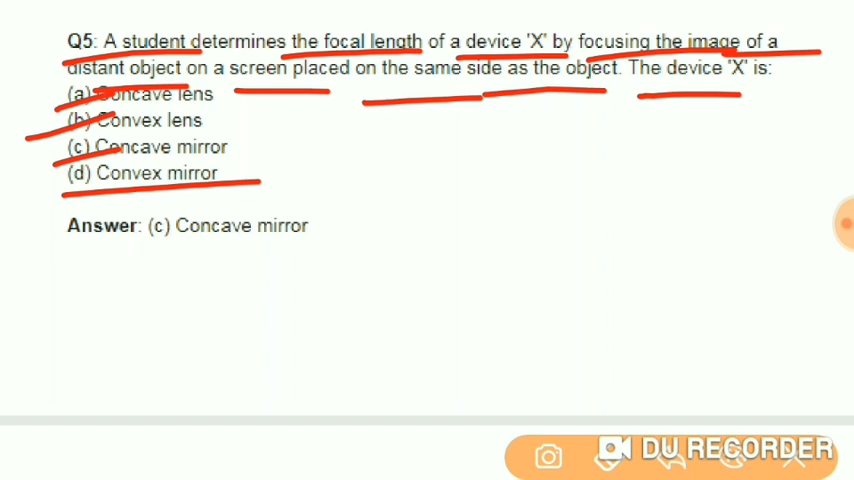 Q5: A student determines the focal length of a device 'X' by focusing the image of a
distant object on a screen placed on the same side as the object. The device 'X' is:
(a) Concave lens
(b) Convex lens
(c) Concave mirror
(d) Convex mirror
Answer: (c) Concave mirror
DU RECORDER